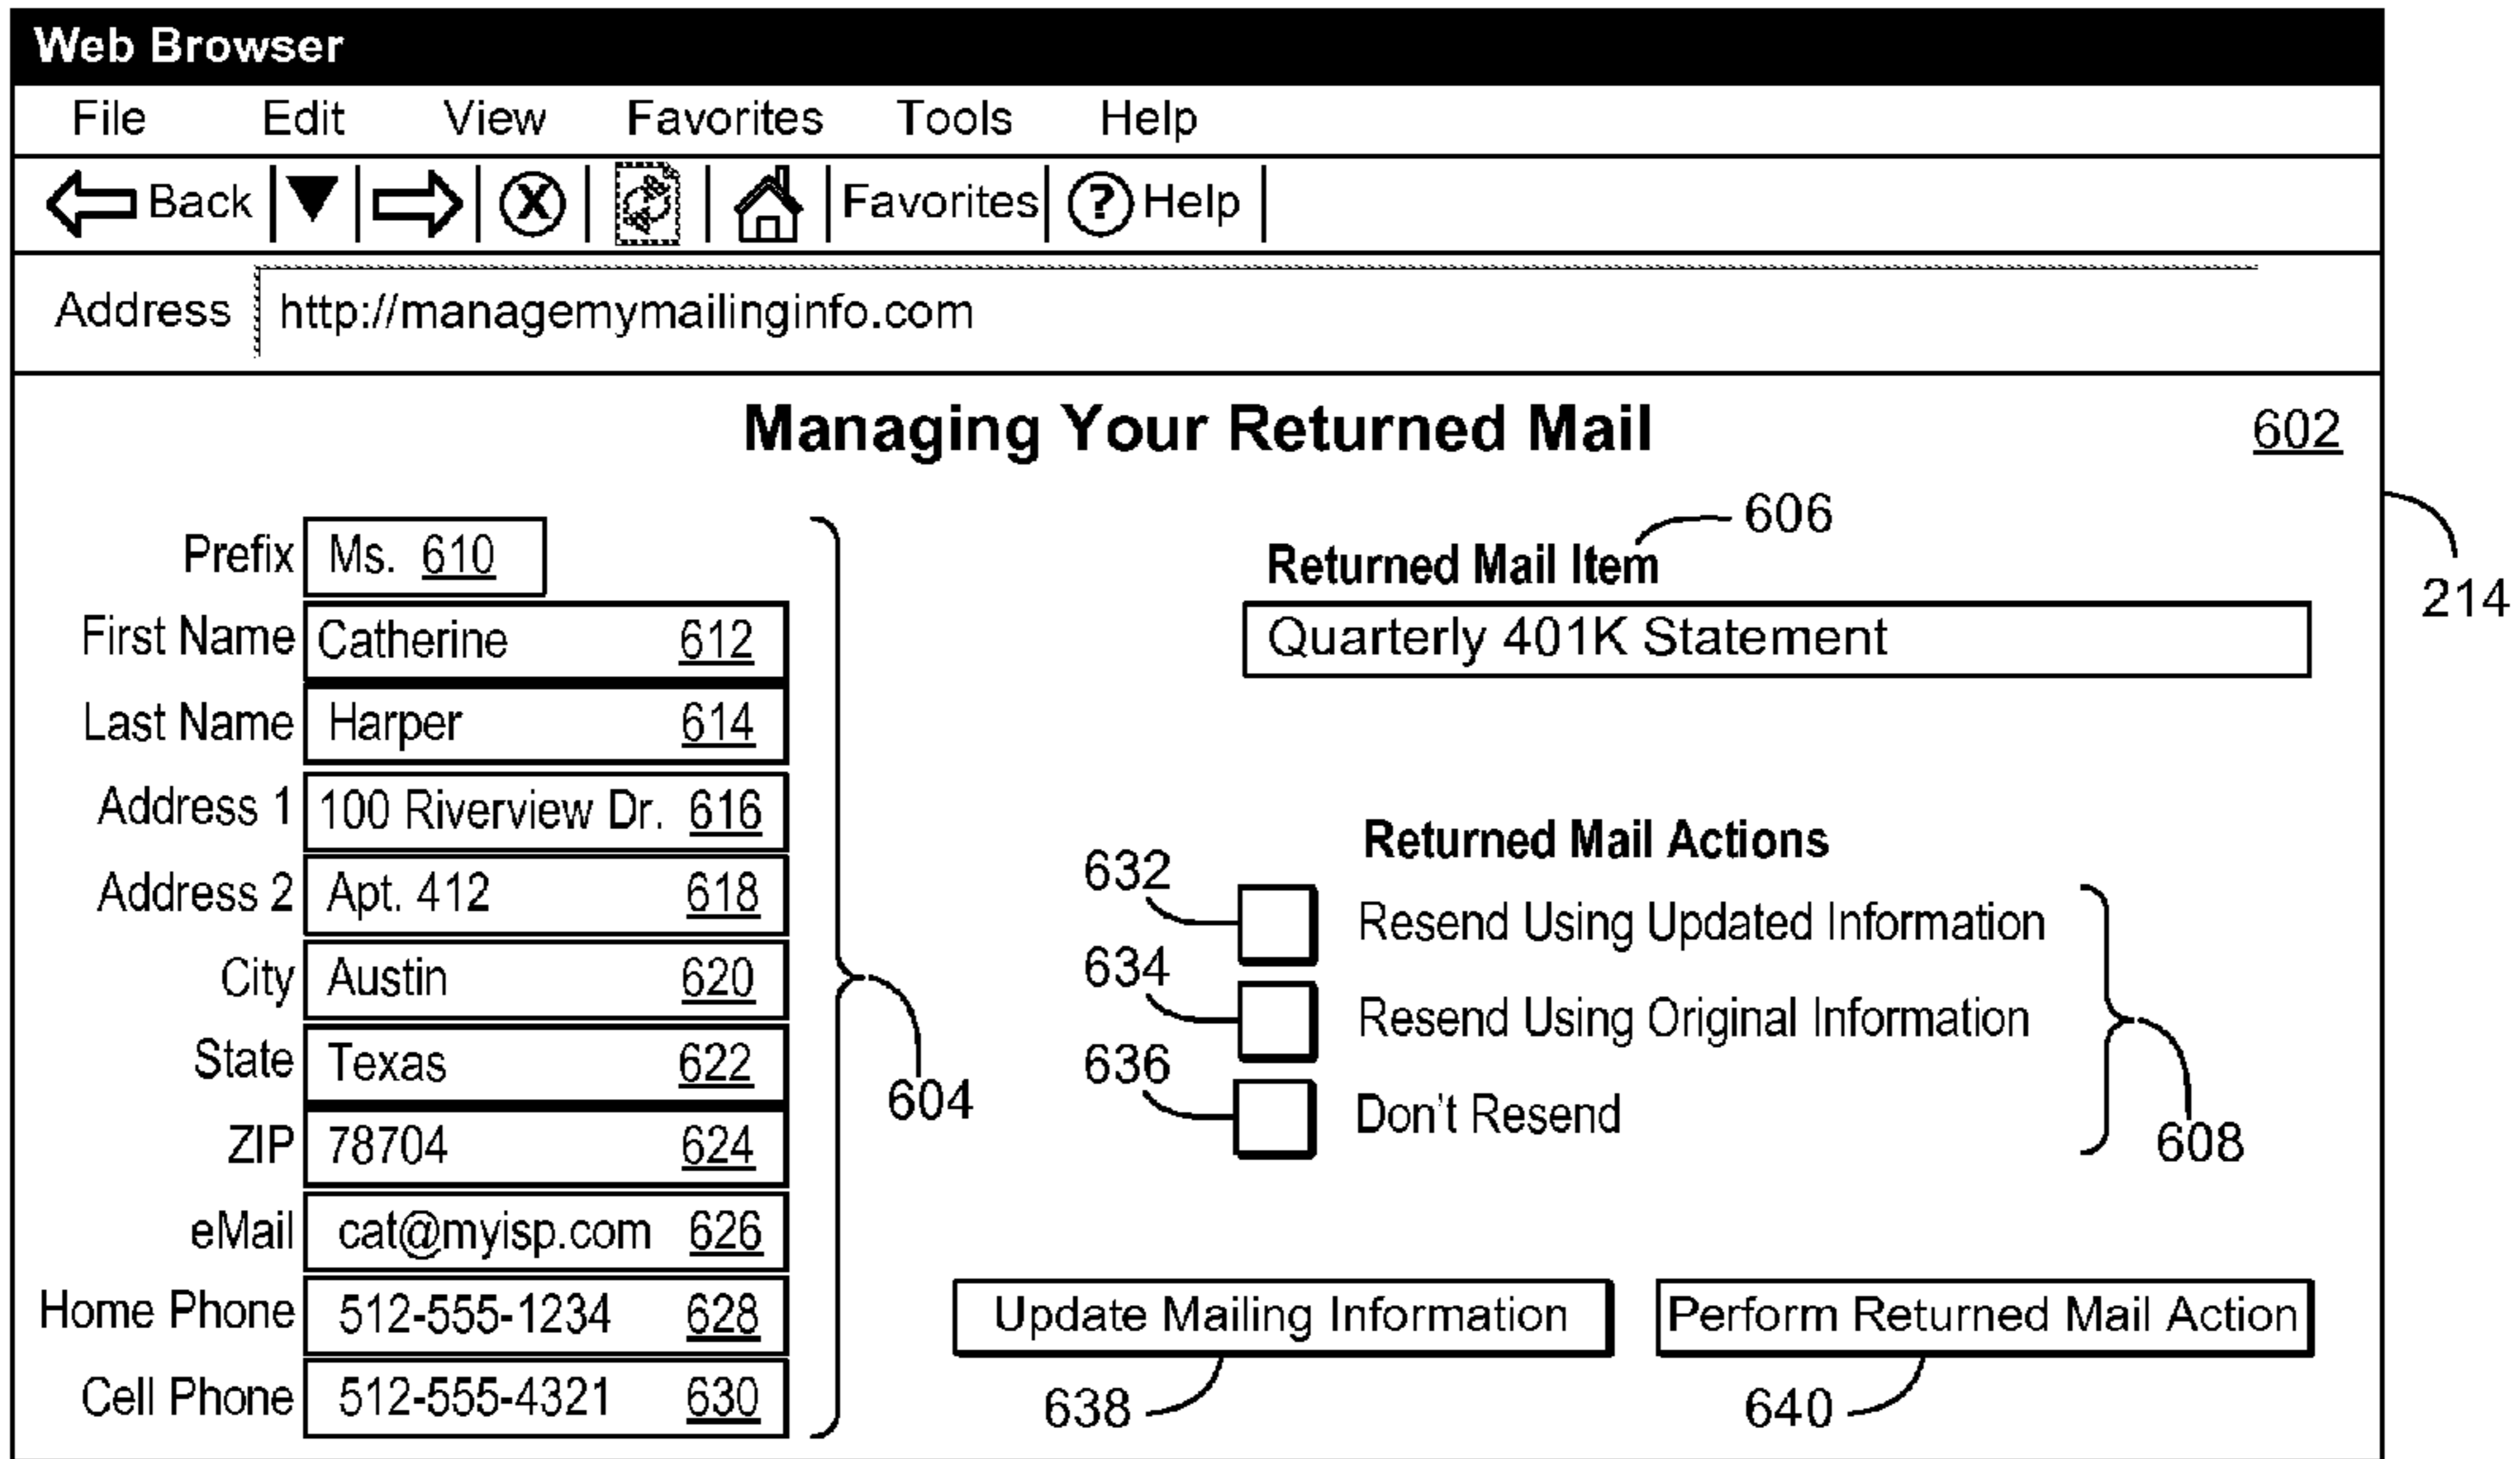 Web Browser
File Edit View Favorites Tools Help
Back Favorites ? Help
Address http://managemymailinginfo.com
Managing Your Returned Mail 602
214
Prefix Ms. 610
First Name Catherine 612
Last Name Harper 614
Address 1 100 Riverview Dr. 616
Address 2 Apt. 412 618
City Austin 620
State Texas 622
ZIP 78704 624
eMail cat@myisp.com 626
Home Phone 512-555-1234 628
Cell Phone 512-555-4321 630
604
606
Returned Mail Item
Quarterly 401K Statement
Returned Mail Actions
632 Resend Using Updated Information
634 Resend Using Original Information
636 Don't Resend
608
Update Mailing Information Perform Returned Mail Action
638 640